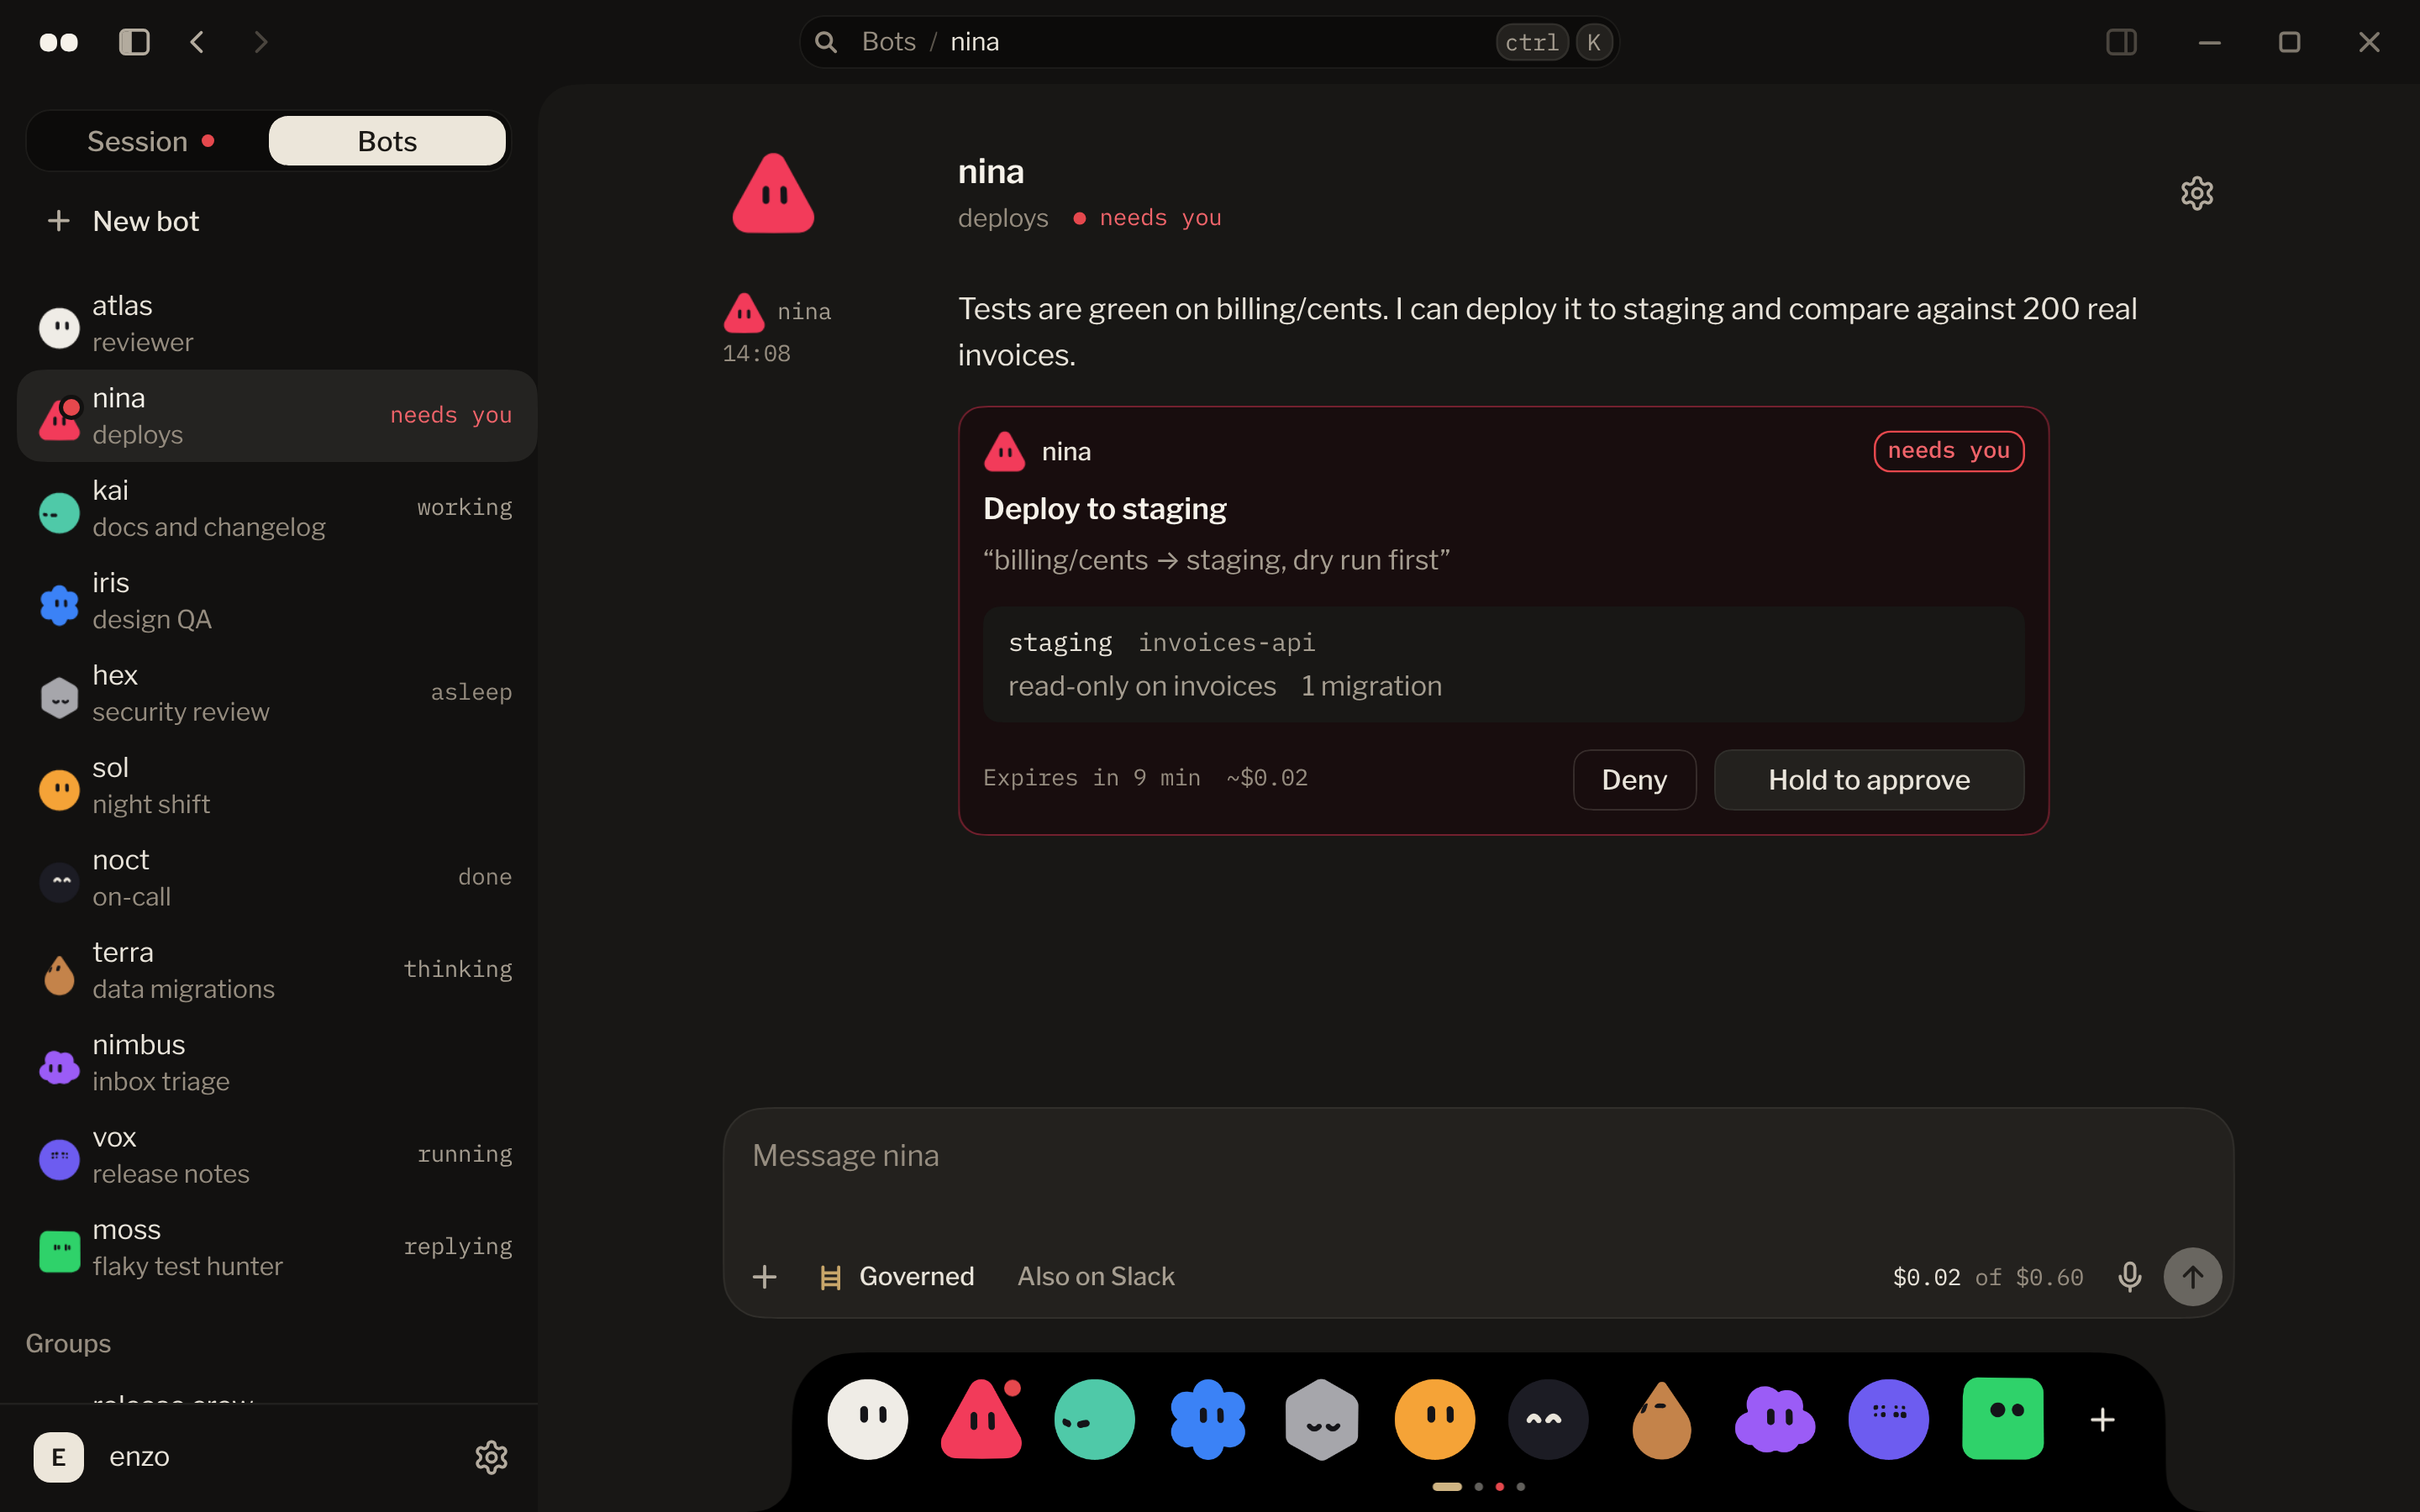 Bots / nina
ctrl K
Session
Bots
New bot
atlas
reviewer
nina
deploys
needs you
kai
docs and changelog
working
iris
design QA
hex
security review
asleep
sol
night shift
noct
on-call
done
terra
data migrations
thinking
nimbus
inbox triage
vox
release notes
running
moss
flaky test hunter
replying
Groups
E
enzo
nina
deploys
needs you
nina
14:08
Tests are green on billing/cents. I can deploy it to staging and compare against 200 real
invoices.
nina
needs you
Deploy to staging
“billing/cents → staging, dry run first”
staging invoices-api
read-only on invoices 1 migration
Expires in 9 min ~$0.02
Deny
Hold to approve
Message nina
Governed
Also on Slack
$0.02 of $0.60